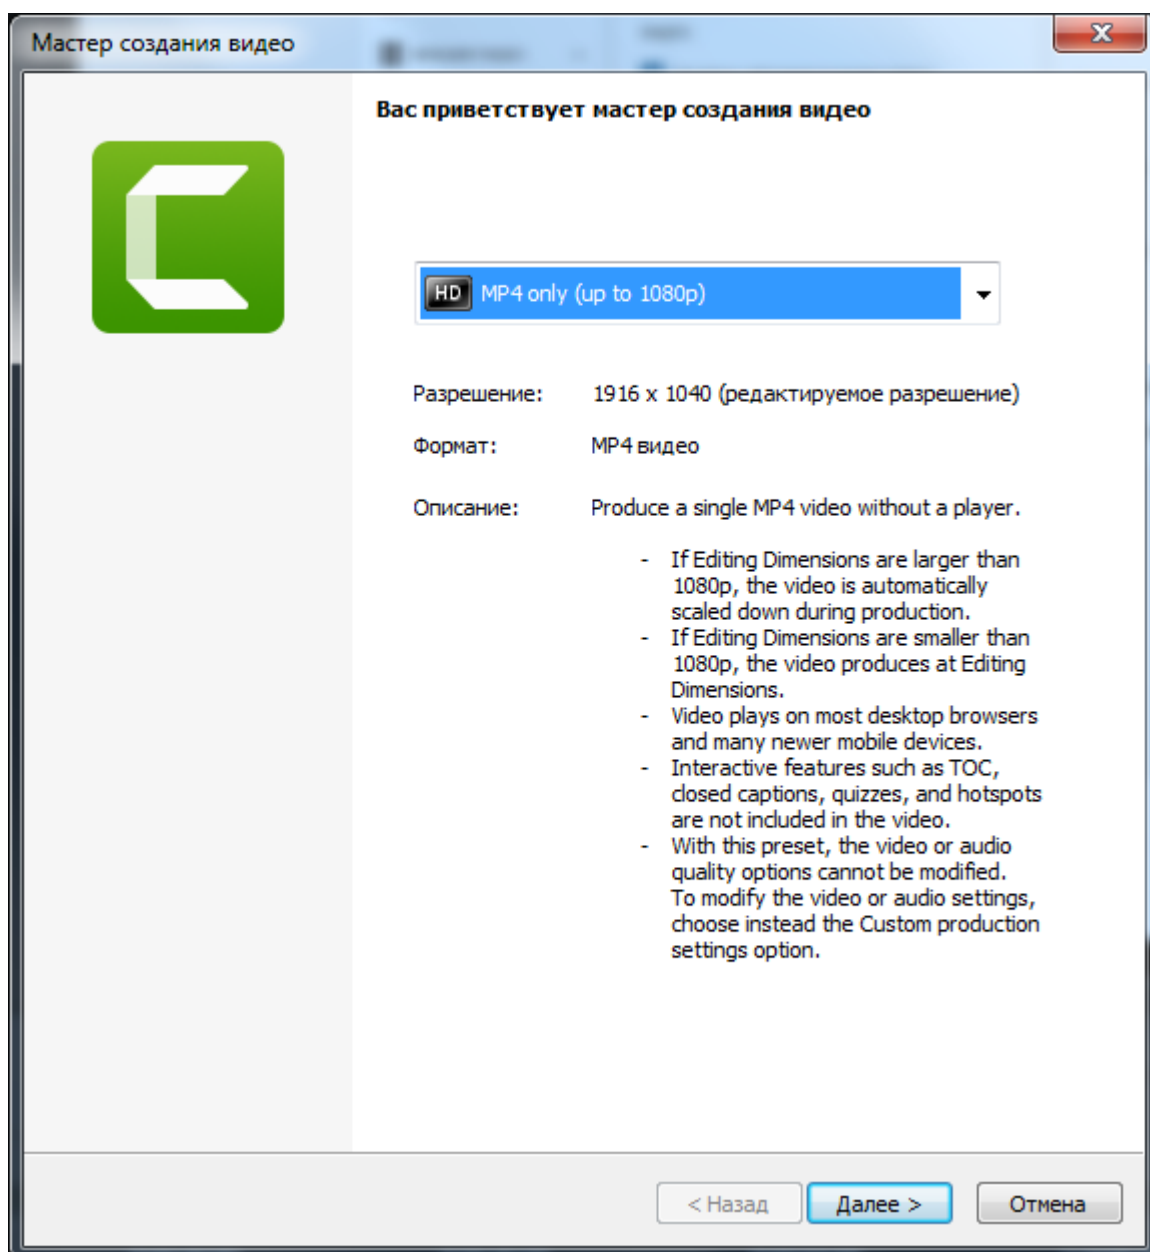 Мастер создания видео
Вас приветствует мастер создания видео
HD MP4 only (up to 1080p)
Разрешение: 1916 x 1040 (редактируемое разрешение)
Формат: MP4 видео
Описание: Produce a single MP4 video without a player.
- If Editing Dimensions are larger than
1080p, the video is automatically
scaled down during production.
- If Editing Dimensions are smaller than
1080p, the video produces at Editing
Dimensions.
- Video plays on most desktop browsers
and many newer mobile devices.
- Interactive features such as TOC,
closed captions, quizzes, and hotspots
are not included in the video.
- With this preset, the video or audio
quality options cannot be modified.
To modify the video or audio settings,
choose instead the Custom production
settings option.
< Назад Далее > Отмена